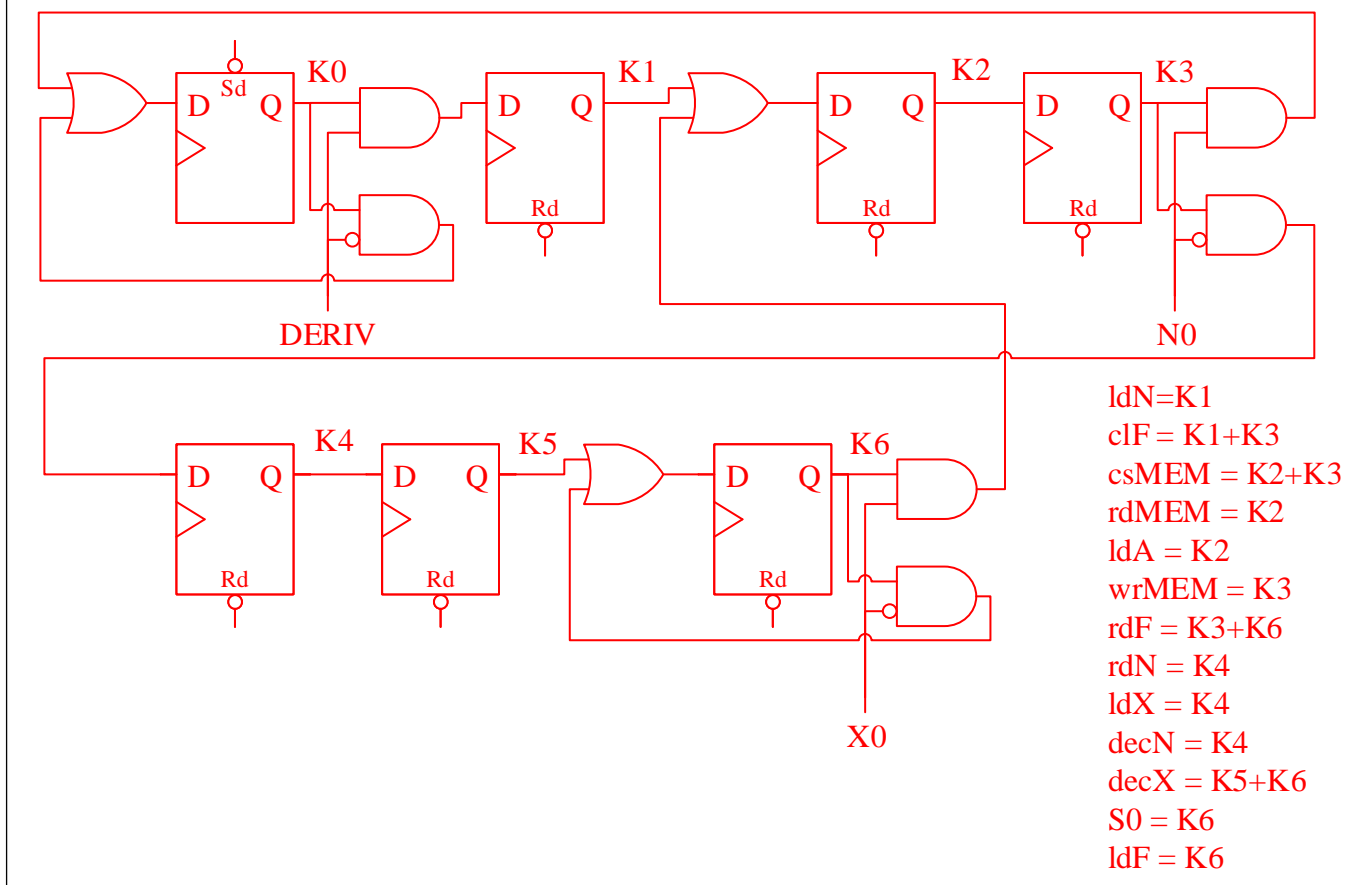 K0 K1 K2 K3
Sd
D Q D Q D Q D Q
Rd Rd Rd
DERIV N0
K4 K5 K6
D Q D Q D Q
Rd Rd Rd
X0
ldN=K1
clF = K1+K3
csMEM = K2+K3
rdMEM = K2
ldA = K2
wrMEM = K3
rdF = K3+K6
rdN = K4
ldX = K4
decN = K4
decX = K5+K6
S0 = K6
ldF = K6